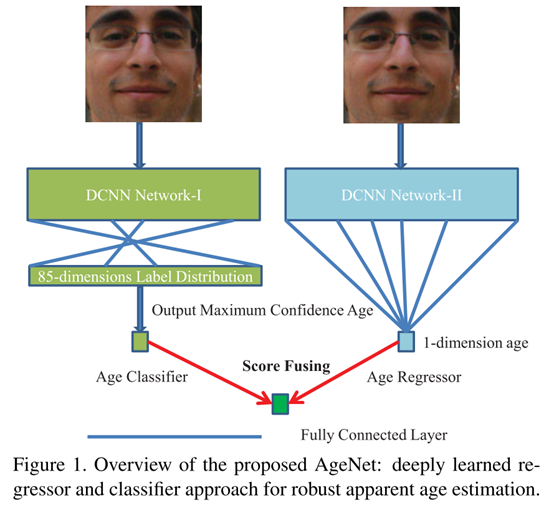 DCNN Network-I
DCNN Network-II
85-dimensions Label Distribution
Output Maximum Confidence Age
1-dimension age
Age Classifier
Score Fusing
Age Regressor
Fully Connected Layer
Figure 1. Overview of the proposed AgeNet: deeply learned re-
gressor and classifier approach for robust apparent age estimation.